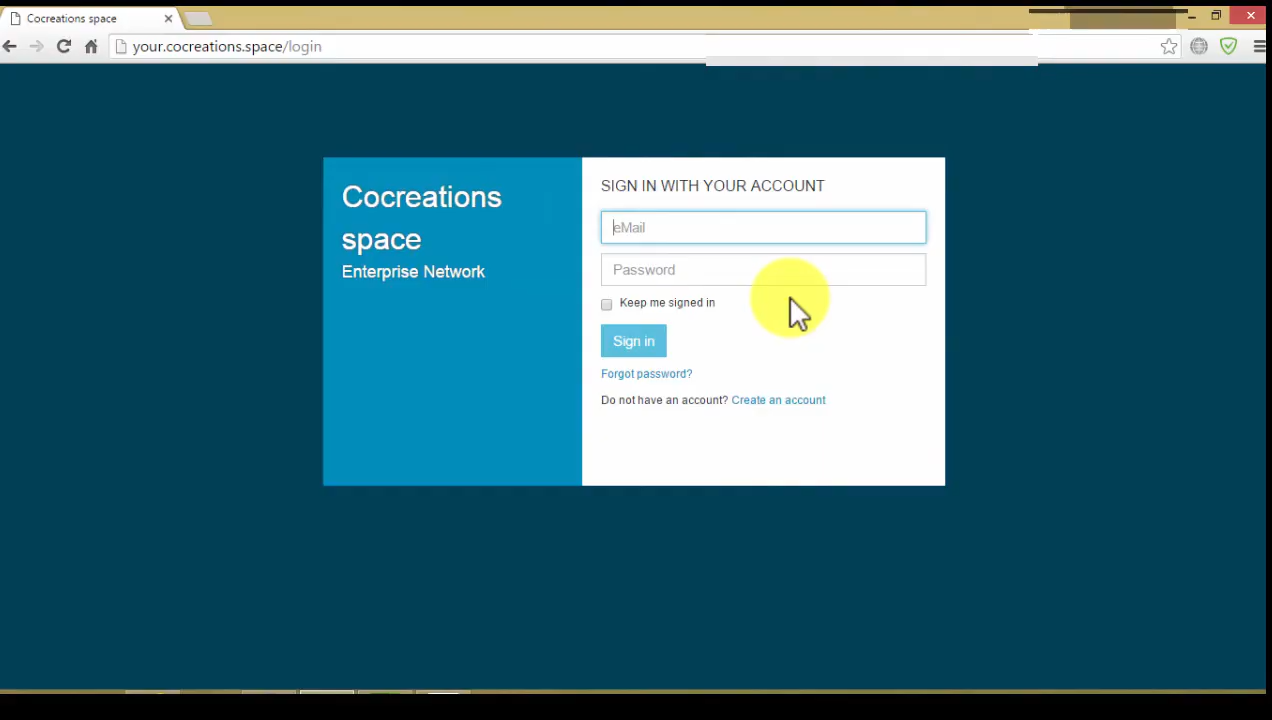 Cocreations space
your.cocreations.space/login
Cocreations
space
Enterprise Network
SIGN IN WITH YOUR ACCOUNT
eMail
Password
Keep me signed in
Sign in
Forgot password?
Do not have an account? Create an account